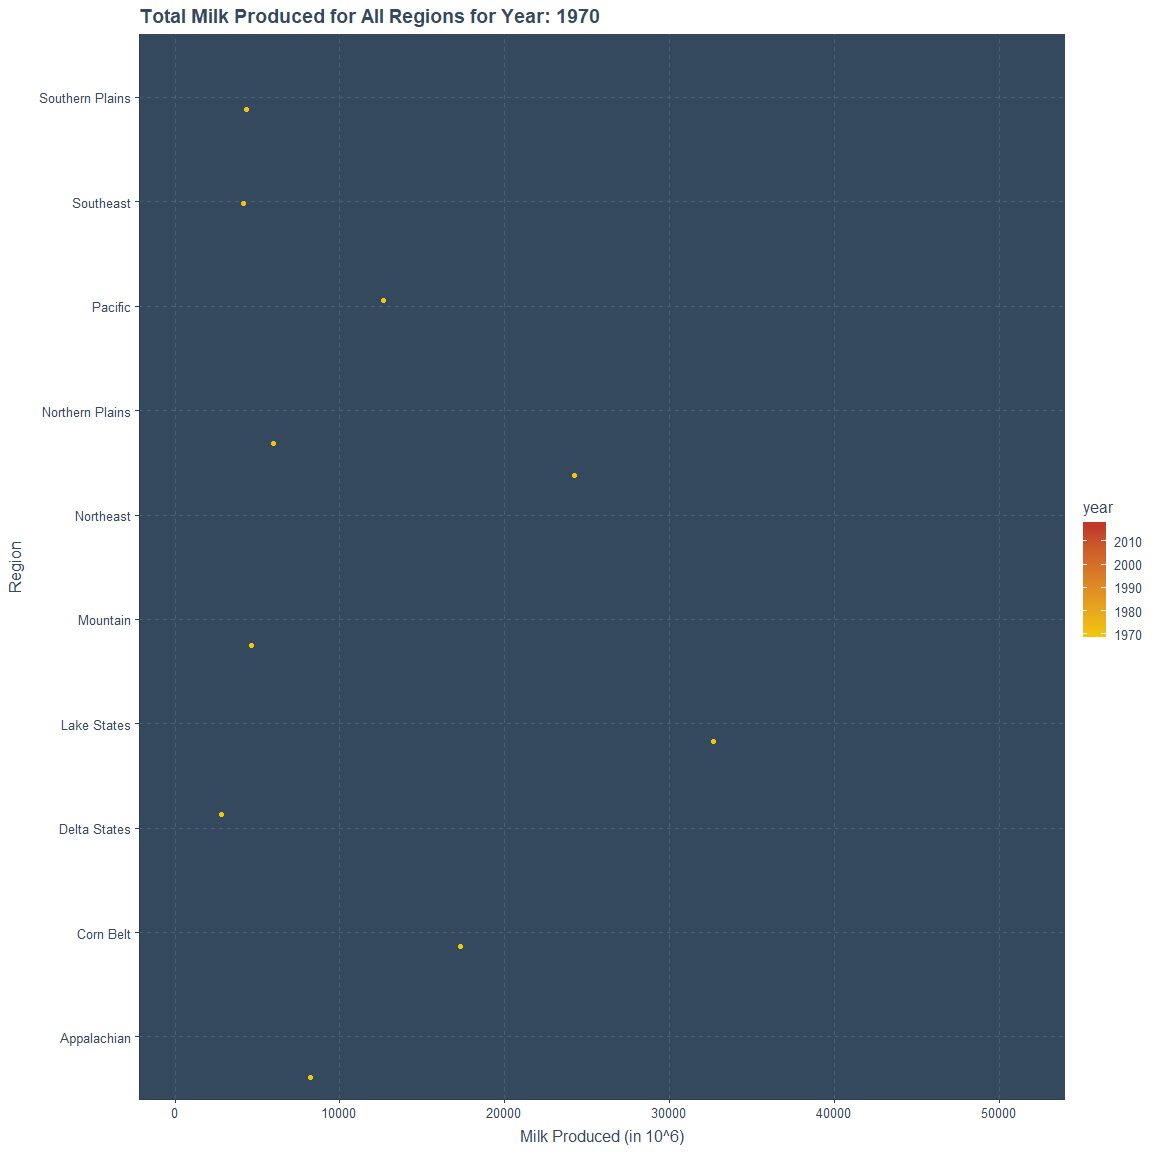 Total Milk Produced for All Regions for Year: 1970
Southern Plains
Southeast
Pacific
Northern Plains
Northeast
Mountain
Lake States
Delta States
Corn Belt
Appalachian
Region
0 10000 20000 30000 40000 50000
Milk Produced (in 10^6)
year
2010
2000
1990
1980
1970